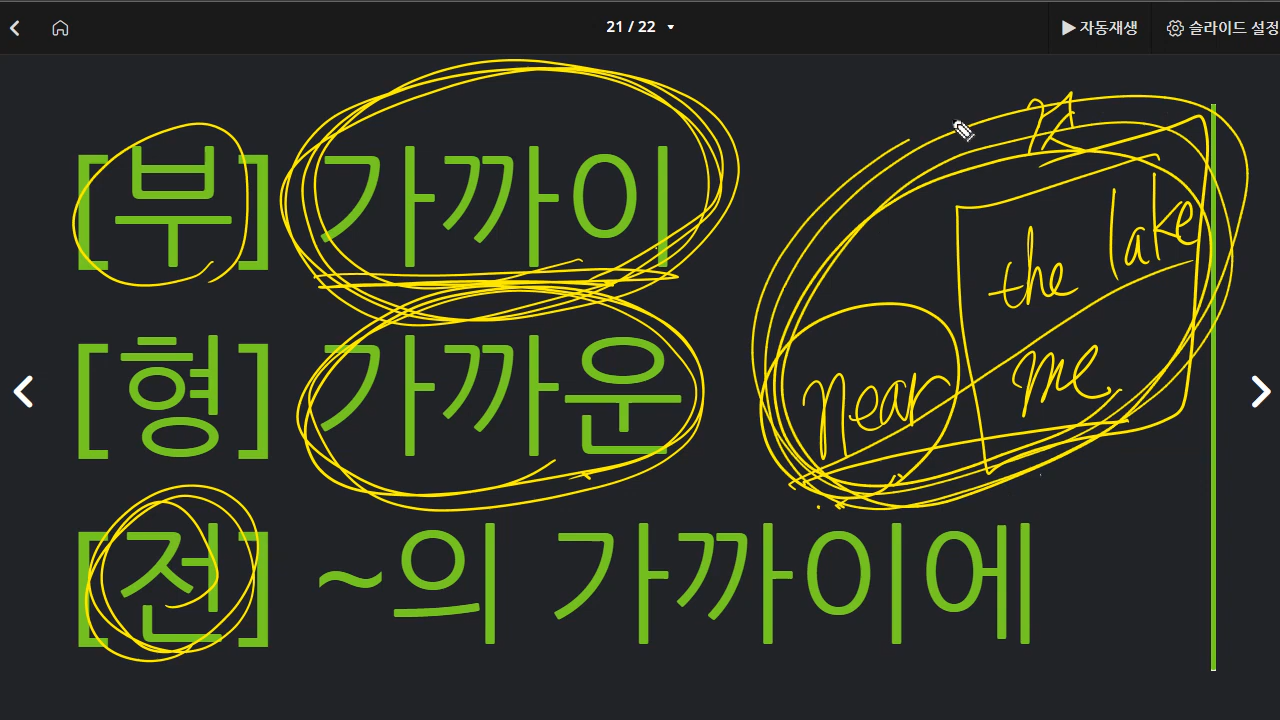 21 / 22
자동재생
슬라이드 설정
[부] 가까이
[형] 가까운
[전] ~의 가까이에
the lake
near me